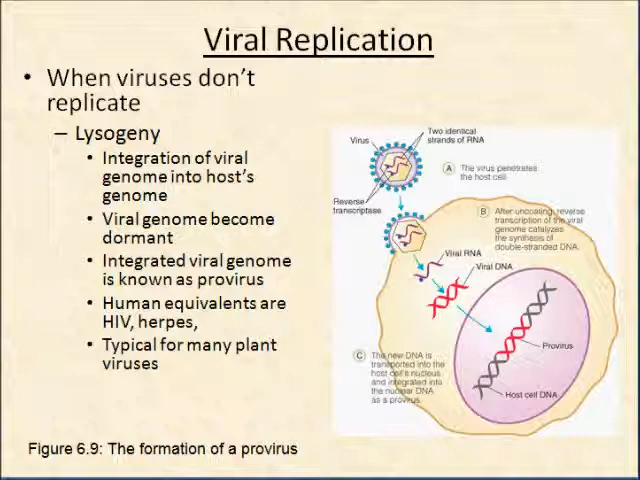 Viral Replication
• When viruses don't
replicate
– Lysogeny
• Integration of viral
genome into host's
genome
• Viral genome become
dormant
• Integrated viral genome
is known as provirus
• Human equivalents are
HIV, herpes,
• Typical for many plant
viruses
Figure 6.9: The formation of a provirus
Virus
Two identical
strands of RNA
A The virus penetrates
the host cell.
Reverse
transcriptase
B After uncoating, reverse
transcription of the viral
genome catalyzes
the synthesis of
double-stranded DNA.
Viral RNA
Viral DNA
Provirus
C The new DNA is
transported into the
host cell's nucleus
and integrated into
the nuclear DNA
as a provirus.
Host cell DNA